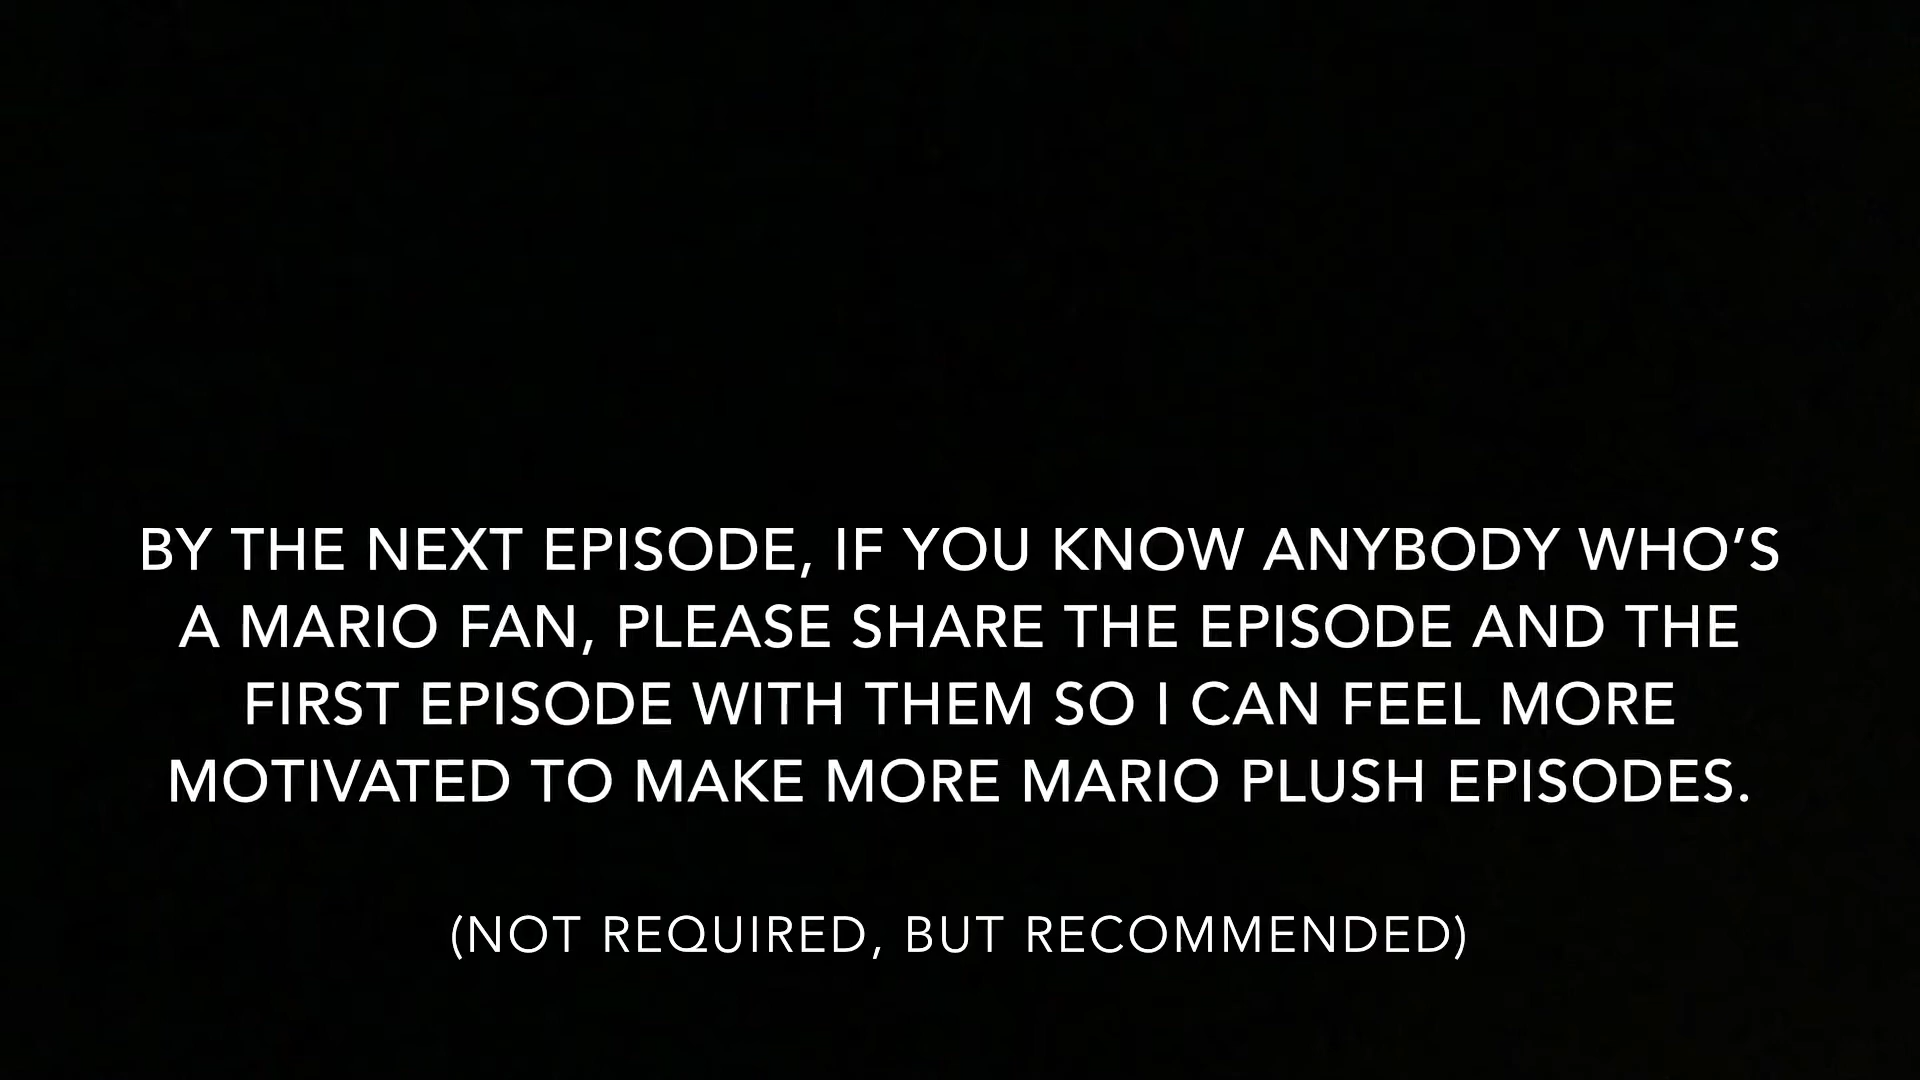 BY THE NEXT EPISODE, IF YOU KNOW ANYBODY WHO’S
A MARIO FAN, PLEASE SHARE THE EPISODE AND THE
FIRST EPISODE WITH THEM SO I CAN FEEL MORE
MOTIVATED TO MAKE MORE MARIO PLUSH EPISODES.
(NOT REQUIRED, BUT RECOMMENDED)